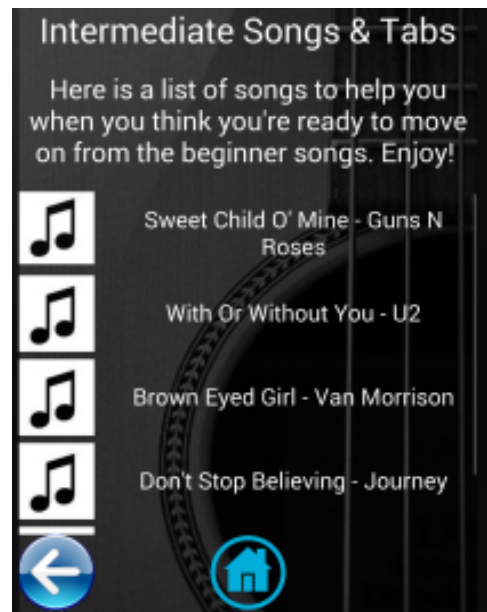 Intermediate Songs & Tabs
Here is a list of songs to help you
when you think you're ready to move
on from the beginner songs. Enjoy!
Sweet Child O' Mine - Guns N
Roses
With Or Without You - U2
Brown Eyed Girl - Van Morrison
Don't Stop Believing - Journey